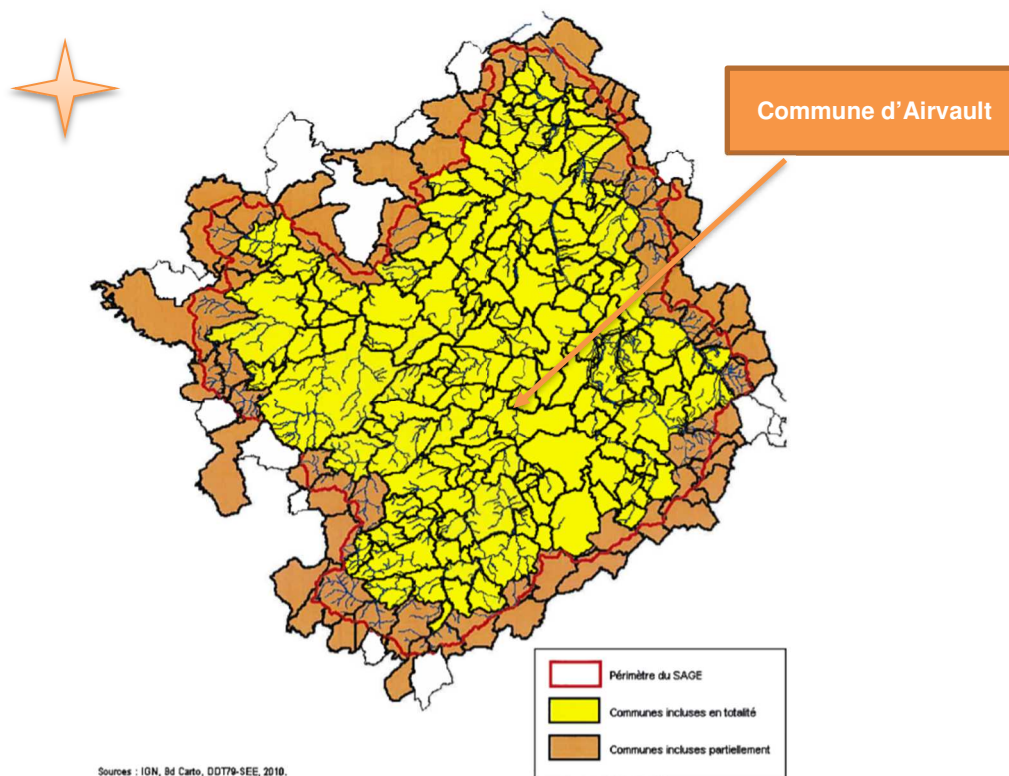 Commune d'Airvault
Périmètre du SAGE
Communes incluses en totalité
Communes incluses partiellement
Sources : IGN, Bd Carto, DDT79-SEE, 2010.